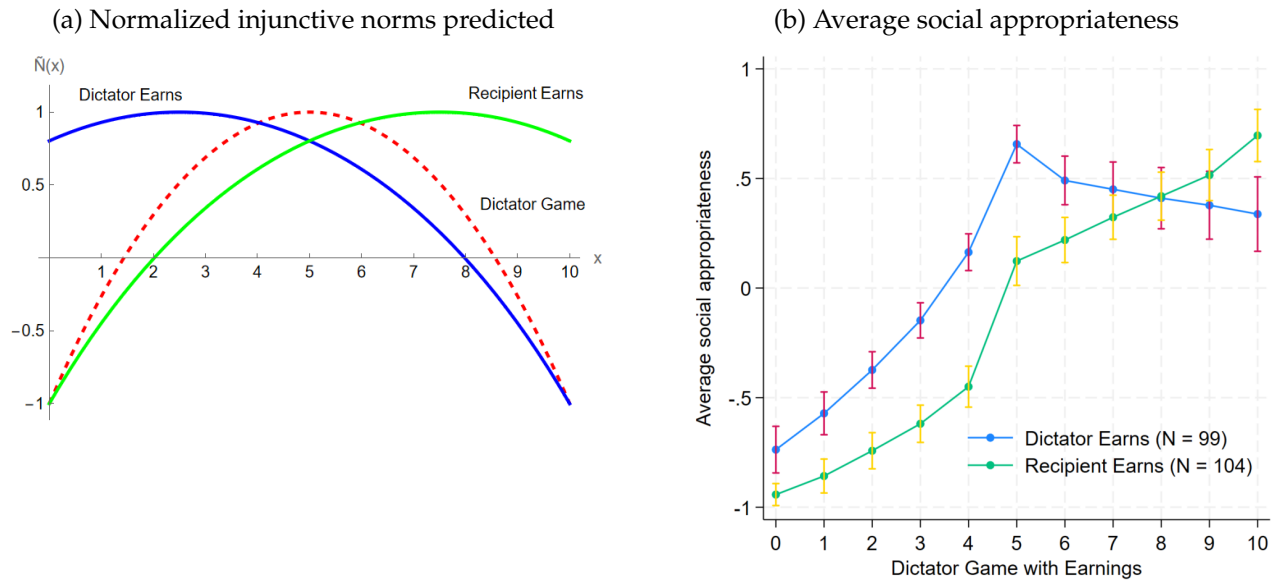 (a) Normalized injunctive norms predicted
Ñ(x)
Dictator Earns
Recipient Earns
Dictator Game
1
0.5
−0.5
−1
1 2 3 4 5 6 7 8 9 10 x
(b) Average social appropriateness
Average social appropriateness
1
.5
0
-.5
-1
Dictator Earns (N = 99)
Recipient Earns (N = 104)
0 1 2 3 4 5 6 7 8 9 10
Dictator Game with Earnings